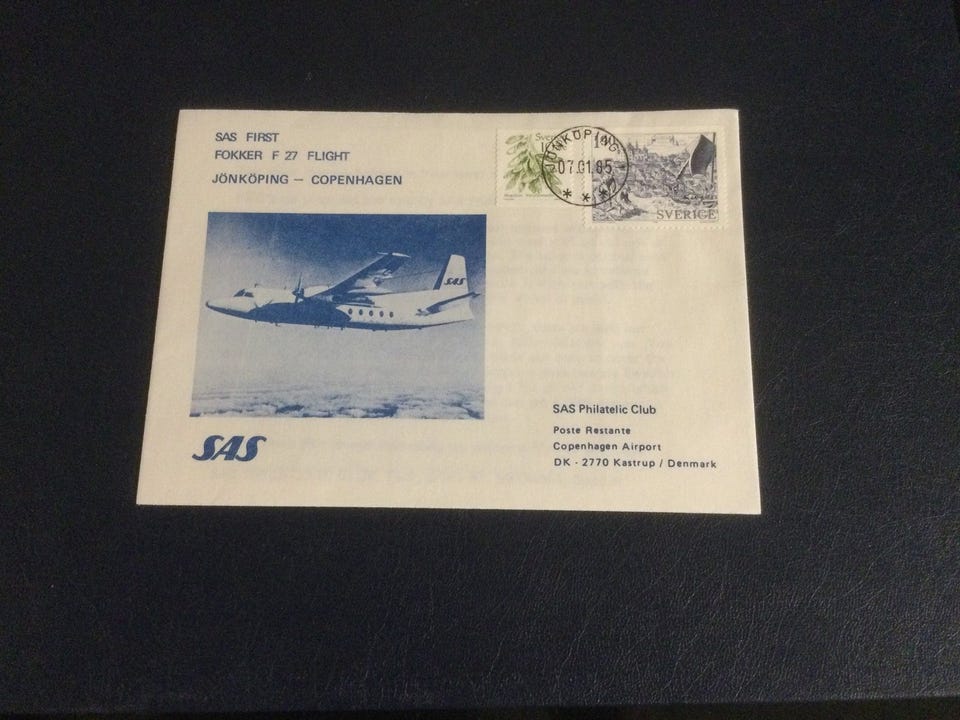 SAS FIRST
FOKKER F 27 FLIGHT
JÖNKÖPING — COPENHAGEN
JÖNKÖPING
07.01.85
* * *
SVERIGE
SAS
SAS
SAS Philatelic Club
Poste Restante
Copenhagen Airport
DK - 2770 Kastrup / Denmark